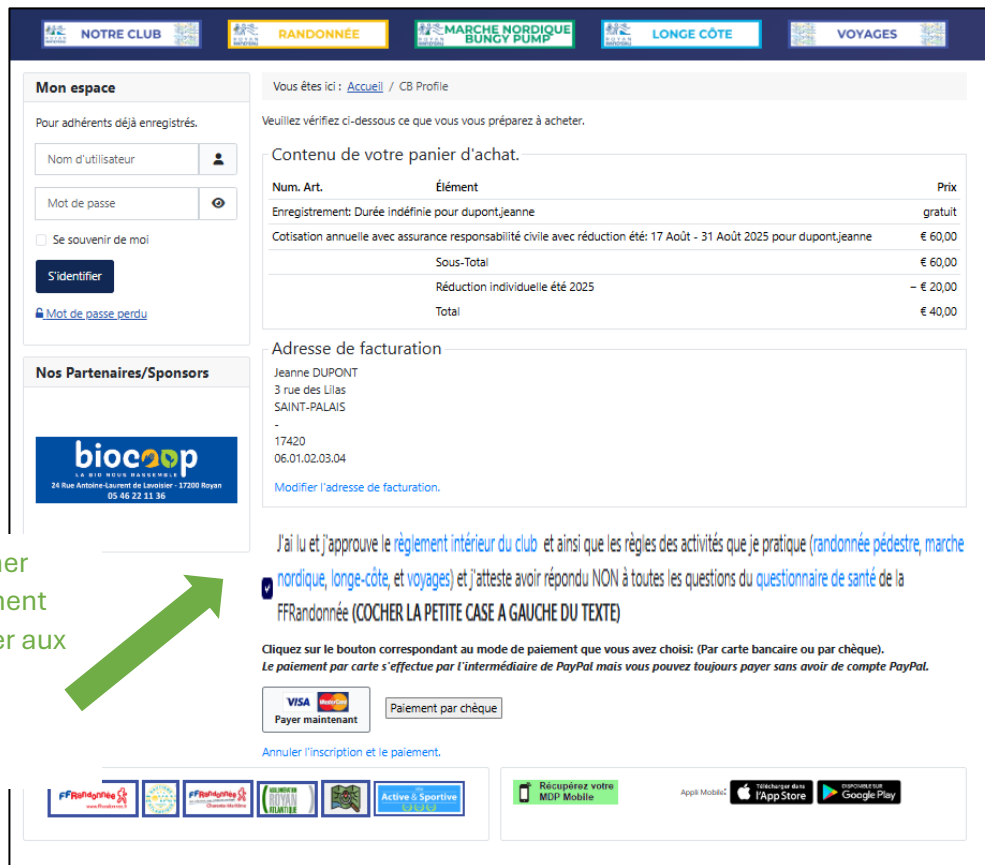 NOTRE CLUB
RANDONNÉE
MARCHE NORDIQUE
BUNGY PUMP
LONGE CÔTE
VOYAGES
Mon espace
Pour adhérents déjà enregistrés.
Nom d'utilisateur
Mot de passe
Se souvenir de moi
S'identifier
Mot de passe perdu
Nos Partenaires/Sponsors
biocoop
LA BIO NOUS RASSEMBLE
24 Rue Antoine-Laurent de Lavoisier - 17200 Royan
05 46 22 11 36
Vous êtes ici : Accueil / CB Profile
Veuillez vérifiez ci-dessous ce que vous vous préparez à acheter.
Contenu de votre panier d'achat.
Num. Art. Élément Prix
Enregistrement: Durée indéfinie pour dupont.jeanne gratuit
Cotisation annuelle avec assurance responsabilité civile avec réduction été: 17 Août - 31 Août 2025 pour dupont.jeanne € 60,00
Sous-Total € 60,00
Réduction individuelle été 2025 – € 20,00
Total € 40,00
Adresse de facturation
Jeanne DUPONT
3 rue des Lilas
SAINT-PALAIS
-
17420
06.01.02.03.04
Modifier l'adresse de facturation.
J'ai lu et j'approuve le règlement intérieur du club et ainsi que les règles des activités que je pratique (randonnée pédestre, marche
nordique, longe-côte, et voyages) et j'atteste avoir répondu NON à toutes les questions du questionnaire de santé de la
FFRandonnée (COCHER LA PETITE CASE A GAUCHE DU TEXTE)
er aux
Cliquez sur le bouton correspondant au mode de paiement que vous avez choisi: (Par carte bancaire ou par chèque).
Le paiement par carte s'effectue par l'intermédiaire de PayPal mais vous pouvez toujours payer sans avoir de compte PayPal.
VISA MasterCard
Payer maintenant
Paiement par chèque
Annuler l'inscription et le paiement.
FFRandonnée
FFRandonnée
Charente-Maritime
AGGLOMÉRATION
ROYAN
ATLANTIQUE
Active & Sportive
Récupérez votre
MDP Mobile
Appli Mobile:
Télécharger dans
l'App Store
DISPONIBLE SUR
Google Play